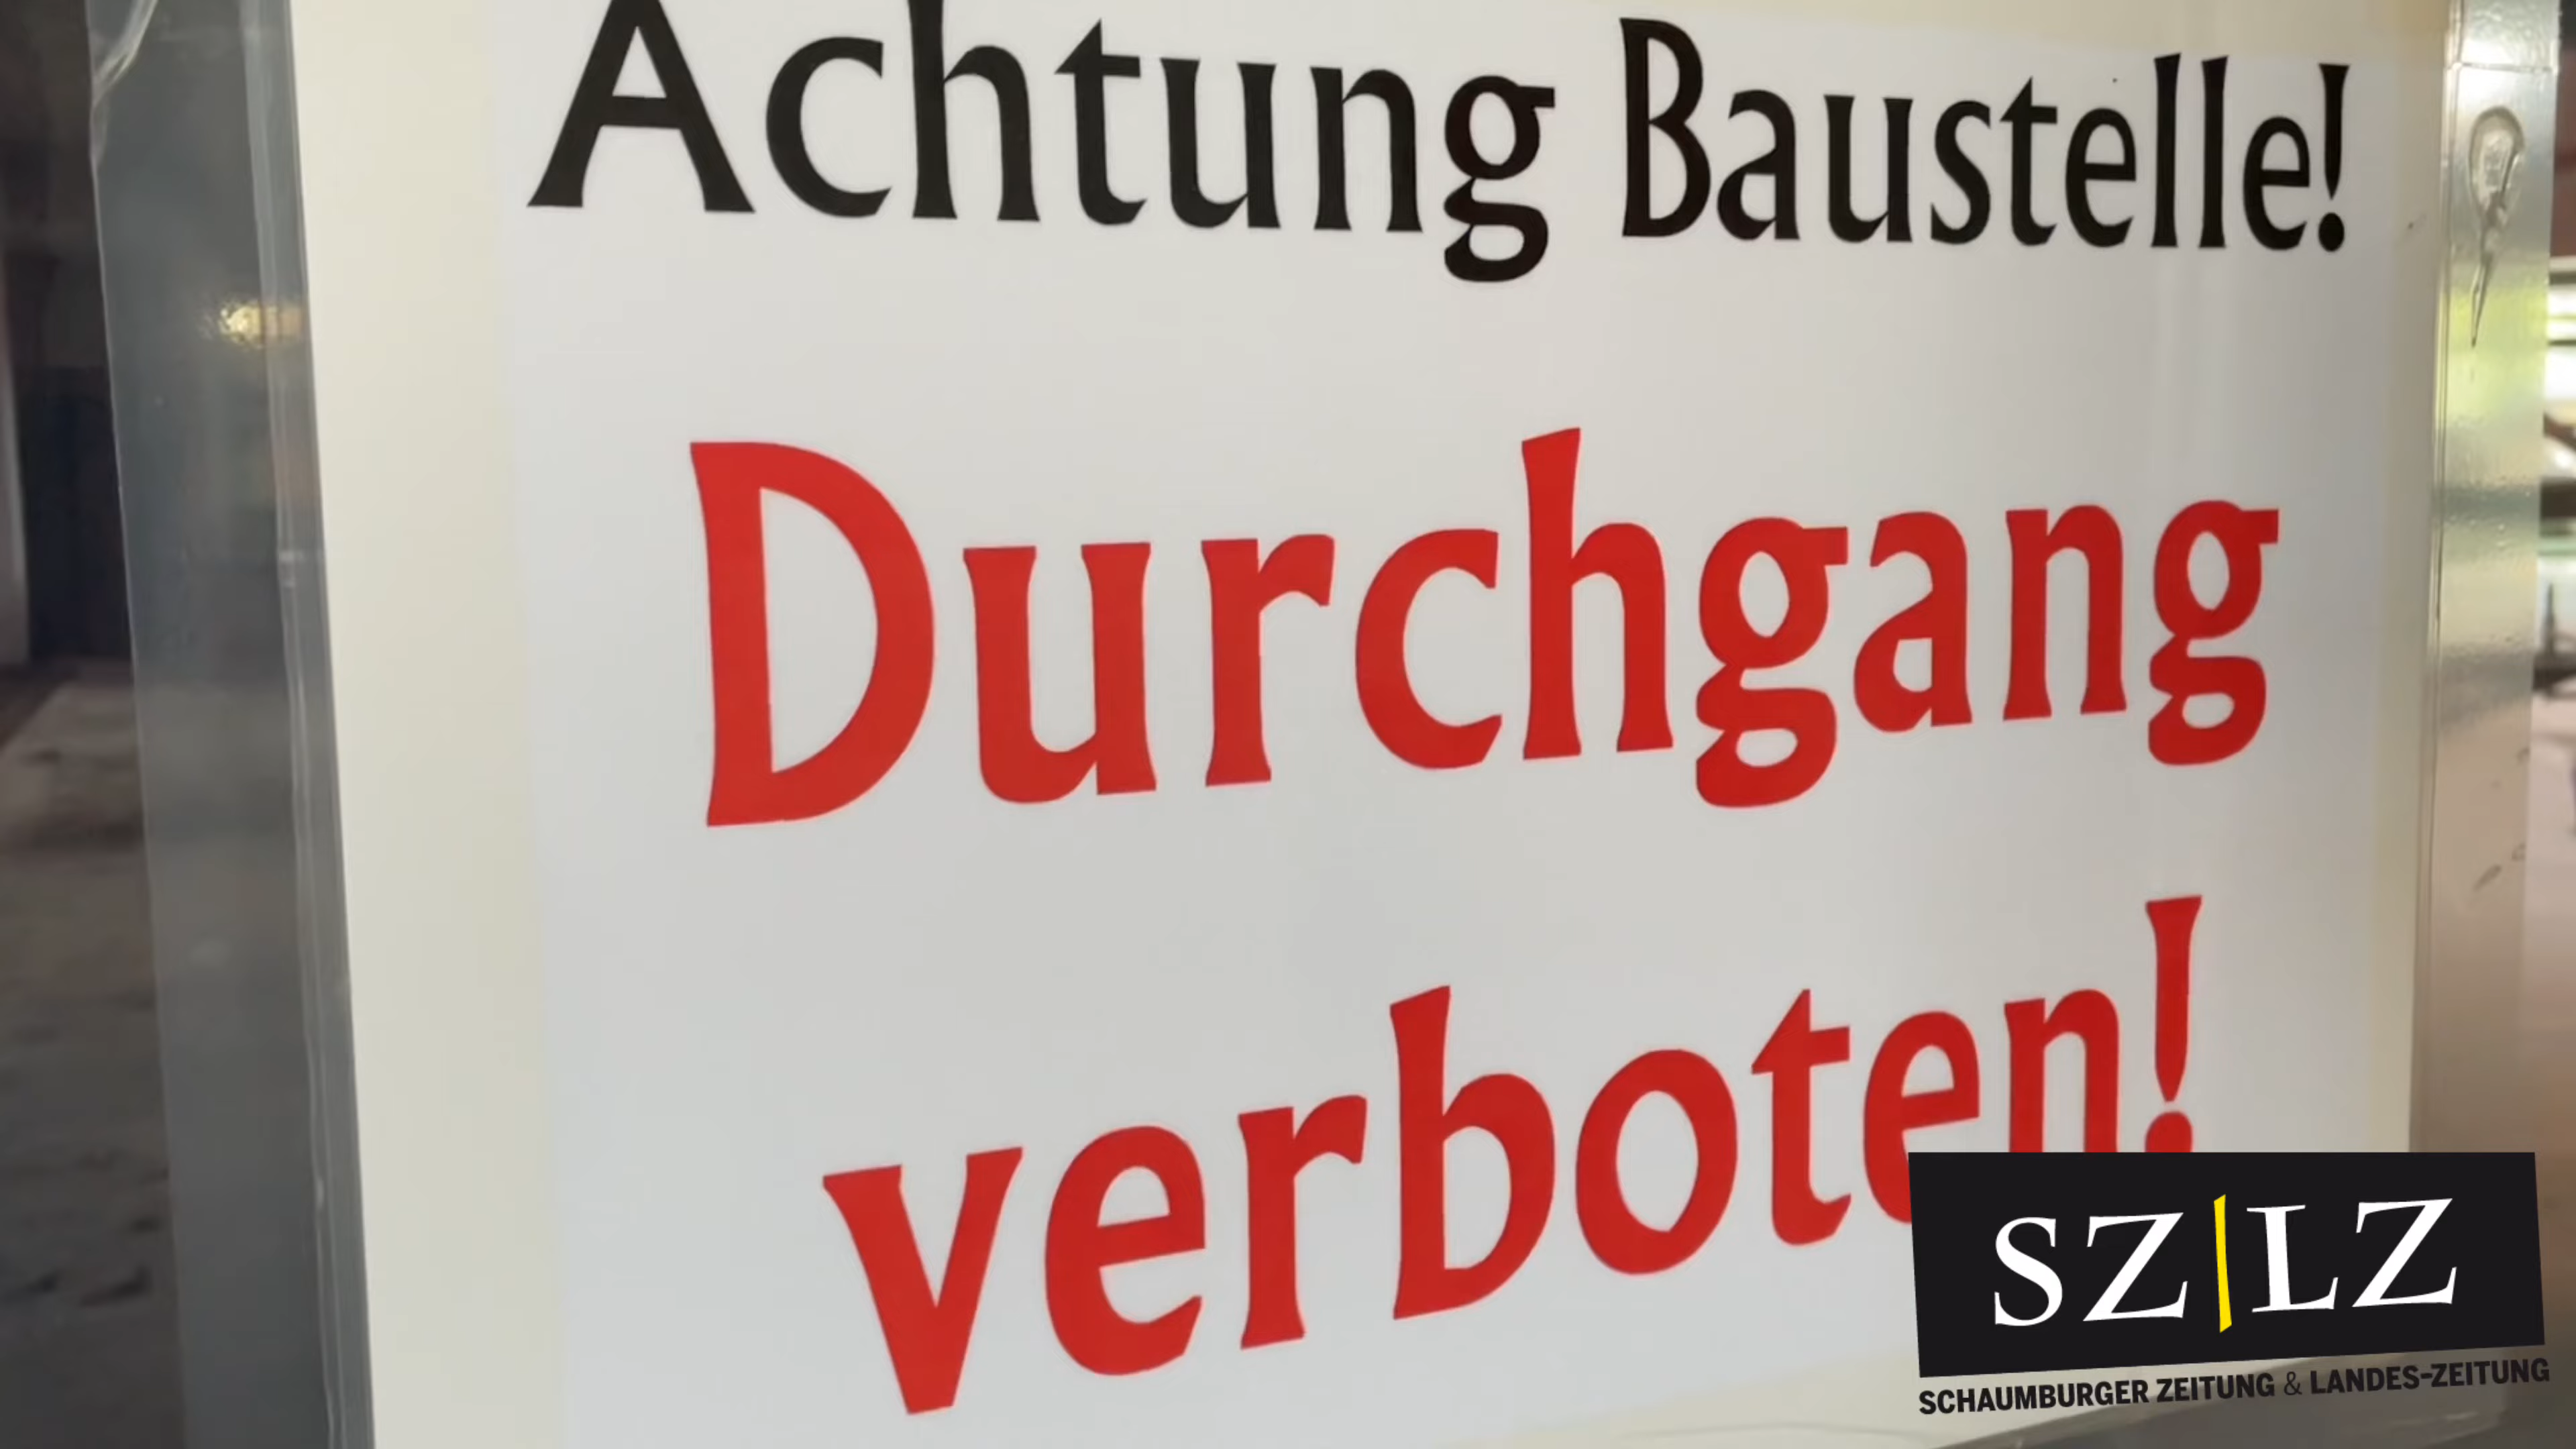 Achtung Baustelle!
Durchgang
verboten!
SZ|LZ
SCHAUMBURGER ZEITUNG & LANDES-ZEITUNG